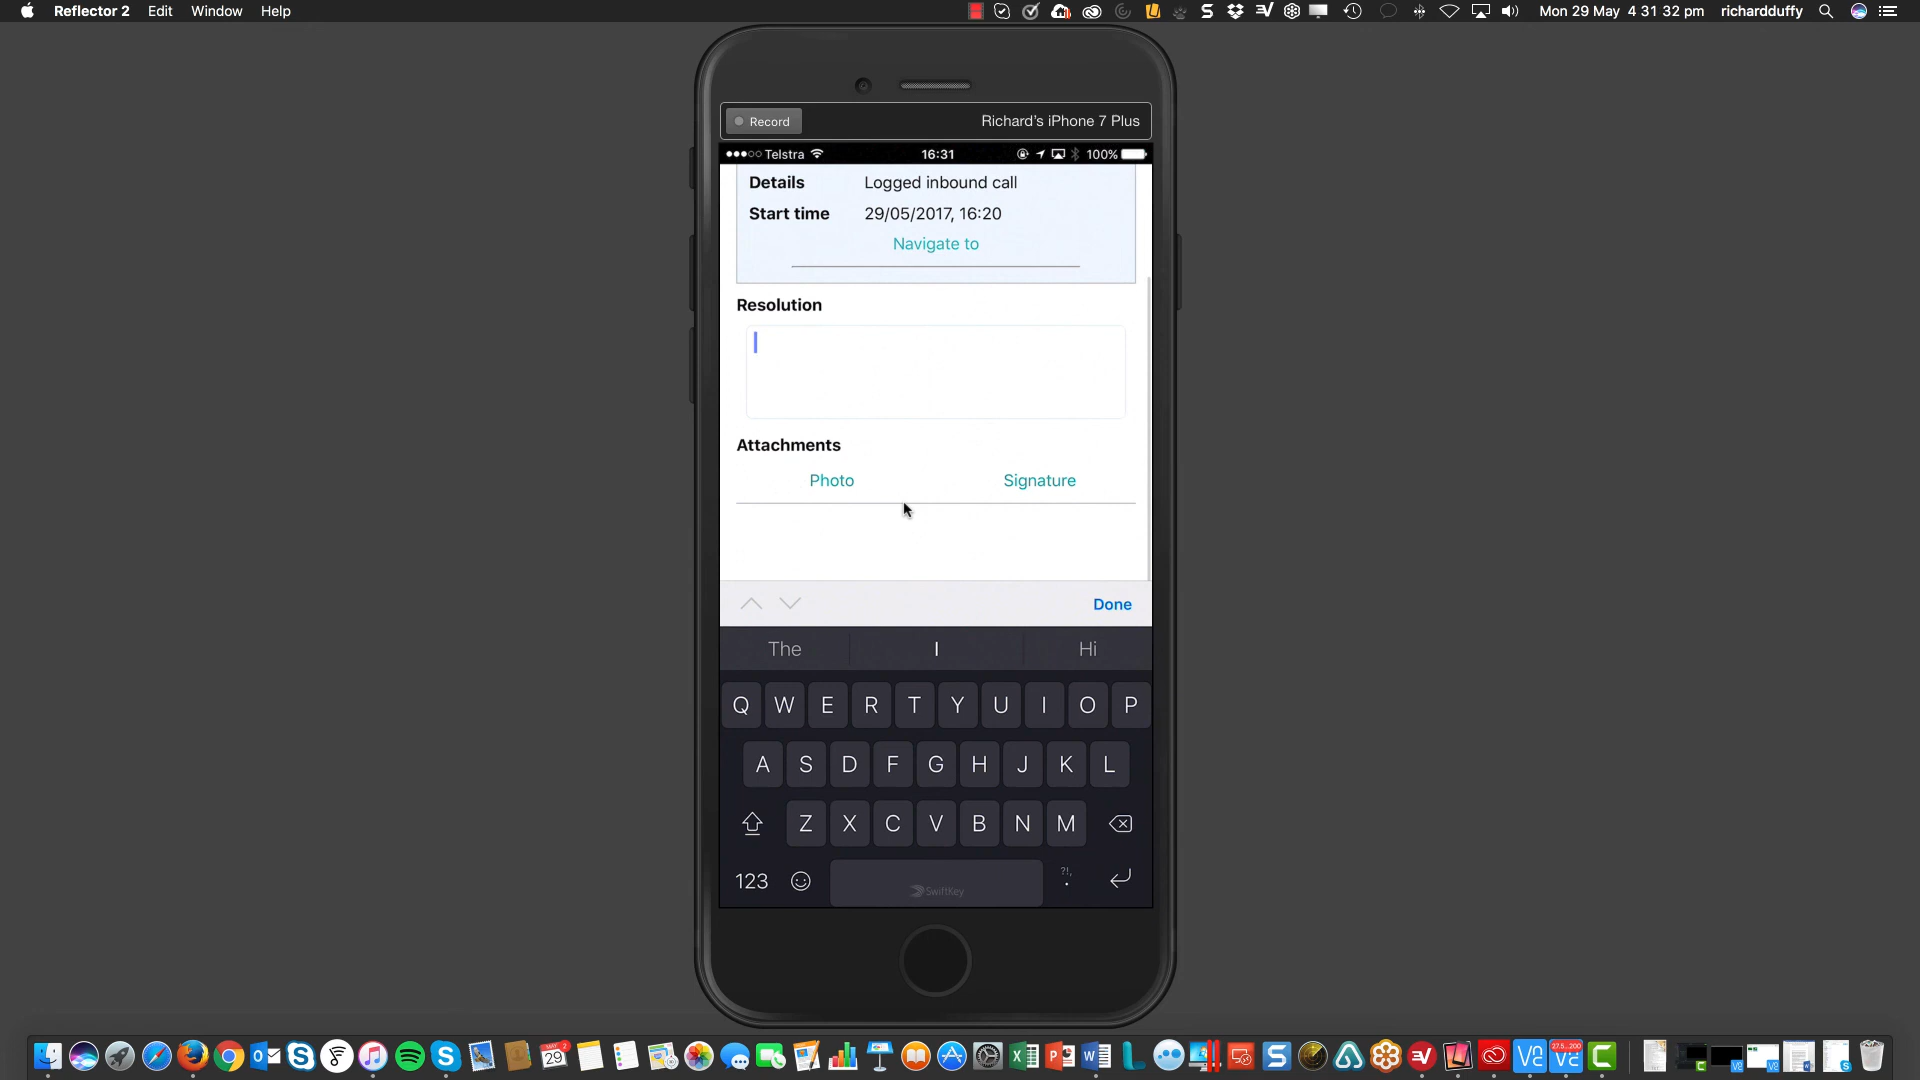 Reflector 2 Edit Window Help
Mon 29 May 4 31 32 pm richardduffy
Record Richard's iPhone 7 Plus
Telstra 16:31 100%
Details Logged inbound call
Start time 29/05/2017, 16:20
Navigate to
Resolution
Attachments
Photo Signature
Done
The I Hi
Q W E R T Y U I O P
A S D F G H J K L
Z X C V B N M
123 SwiftKey ?!, .